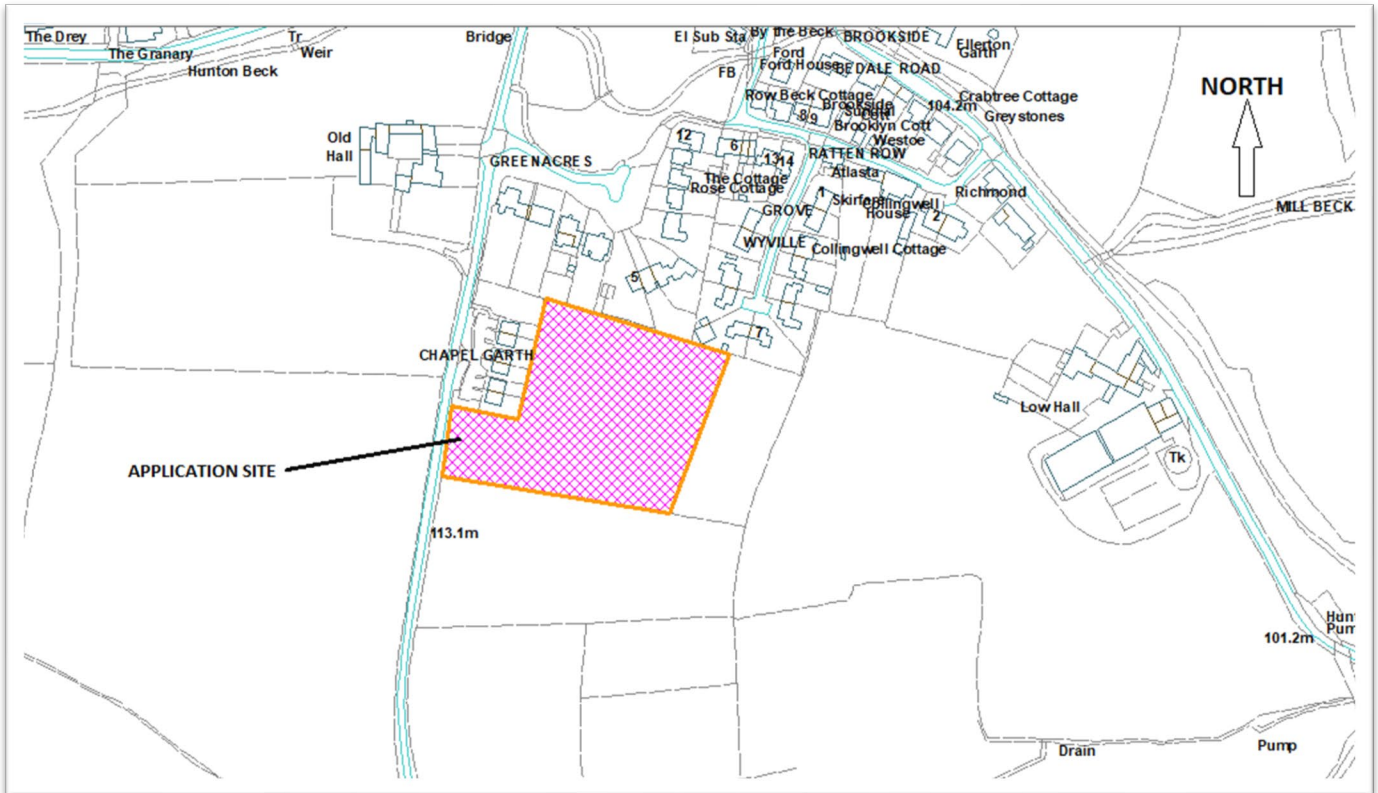 The Drey
The Granary
Tr
Weir
Hunton Beck
Bridge
El Sub Sta
By the Beck
BROOKSIDE
Ellerton
Garth
Ford
Ford House
FB
BEDALE ROAD
NORTH
Row Beck Cottage
8
9
Brookside
Cott
Brooklyn Cott
Westoe
104.2m
Crabtree Cottage
Greystones
Old
Hall
GREENACRES
12
6
13
14
RATTEN ROW
The Cottage
Rose Cottage
Atlasta
1
Collingwell
House
2
Richmond
MILL BECK
GROVE
WYVILLE
Collingwell Cottage
5
7
CHAPEL GARTH
Low Hall
APPLICATION SITE
Tk
113.1m
101.2m
Drain
Pump